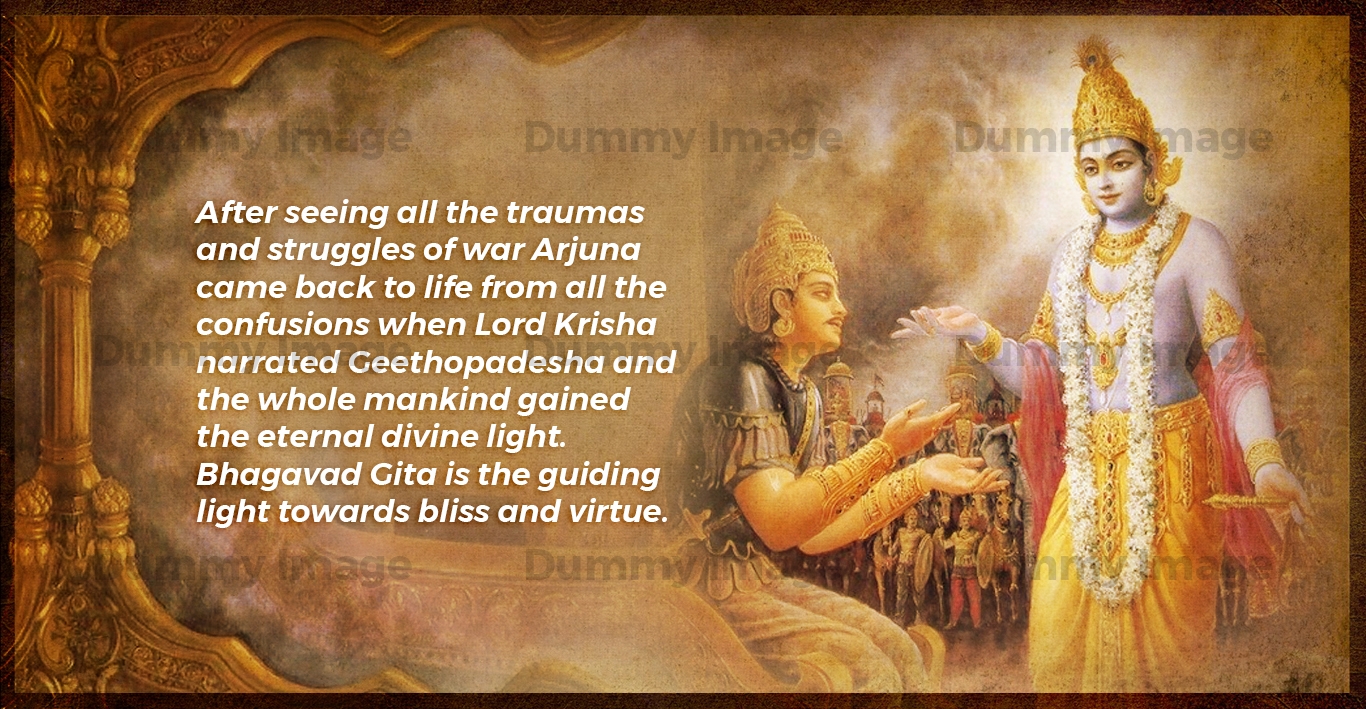 Dummy Image Dummy Image Dummy Image
After seeing all the traumas
and struggles of war Arjuna
came back to life from all the
confusions when Lord Krisha
narrated Geethopadesha and
the whole mankind gained
the eternal divine light.
Bhagavad Gita is the guiding
light towards bliss and virtue.
Dummy Image Dummy Image Dummy Image
Dummy Image Dummy Image Dummy Image